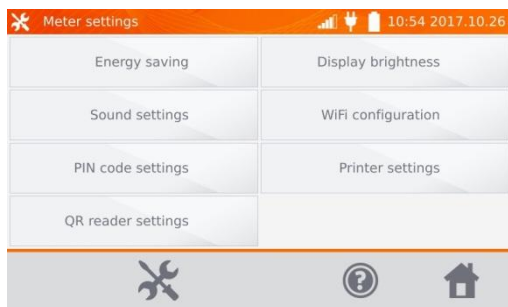 Meter settings 10:54 2017.10.26
Energy saving Display brightness
Sound settings WiFi configuration
PIN code settings Printer settings
QR reader settings
?